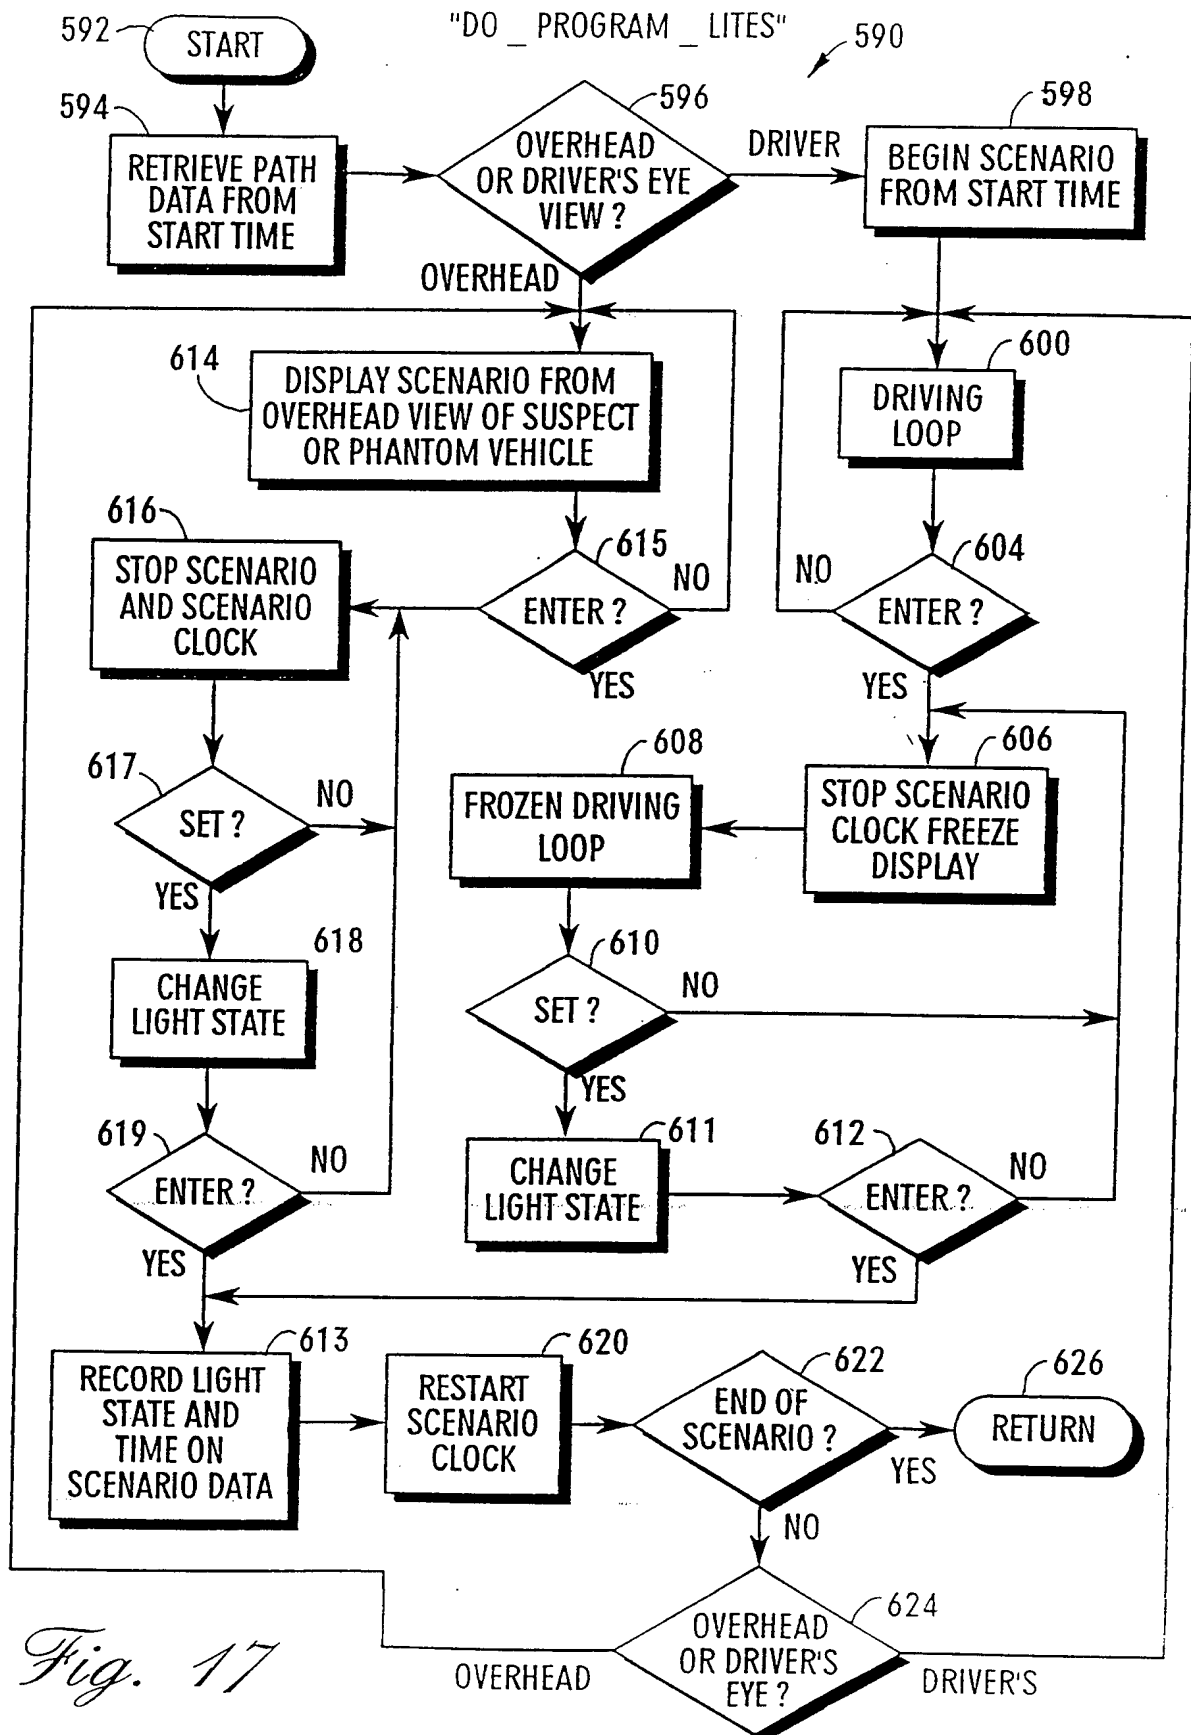 "DO _ PROGRAM _ LITES"
592
START
590
594
RETRIEVE PATH
DATA FROM
START TIME
596
OVERHEAD
OR DRIVER'S EYE
VIEW ?
DRIVER
OVERHEAD
598
BEGIN SCENARIO
FROM START TIME
614
DISPLAY SCENARIO FROM
OVERHEAD VIEW OF SUSPECT
OR PHANTOM VEHICLE
600
DRIVING
LOOP
616
STOP SCENARIO
AND SCENARIO
CLOCK
615
ENTER ?
NO
YES
604
ENTER ?
NO
YES
617
SET ?
NO
YES
608
FROZEN DRIVING
LOOP
606
STOP SCENARIO
CLOCK FREEZE
DISPLAY
618
CHANGE
LIGHT STATE
610
SET ?
NO
YES
619
ENTER ?
NO
YES
611
CHANGE
LIGHT STATE
612
ENTER ?
NO
YES
613
RECORD LIGHT
STATE AND
TIME ON
SCENARIO DATA
620
RESTART
SCENARIO
CLOCK
622
END OF
SCENARIO ?
YES
NO
626
RETURN
624
OVERHEAD
OR DRIVER'S
EYE ?
OVERHEAD
DRIVER'S
Fig. 17